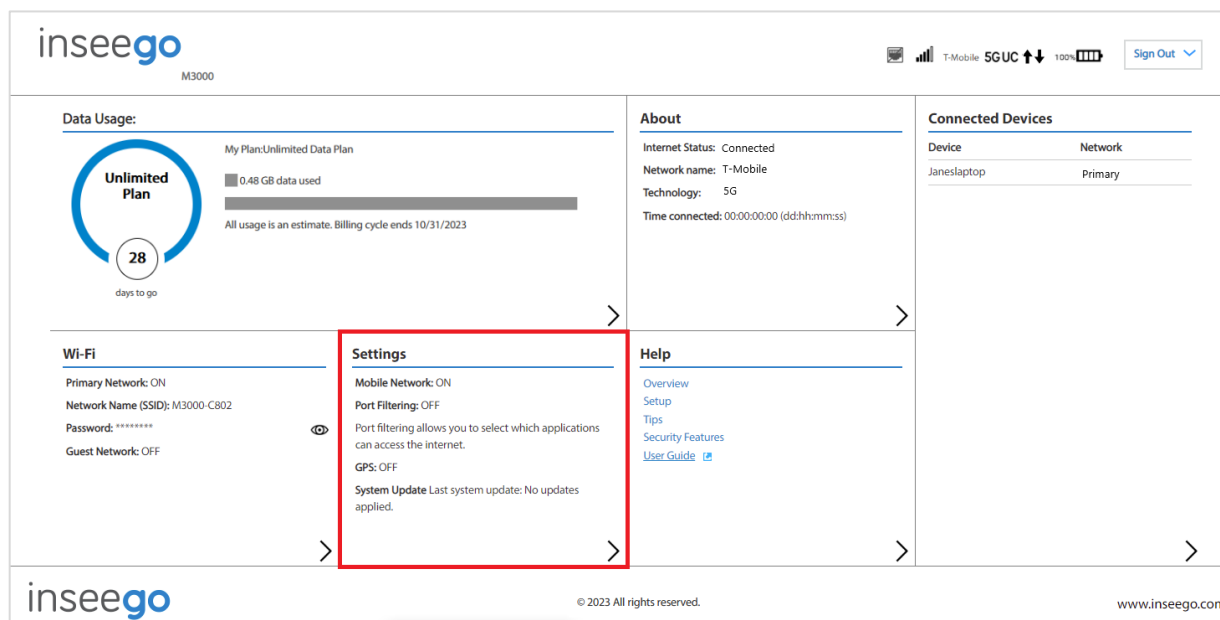 inseego
M3000
T-Mobile 5G UC 100%
Sign Out
Data Usage:
Unlimited
Plan
28
days to go
My Plan:Unlimited Data Plan
0.48 GB data used
All usage is an estimate. Billing cycle ends 10/31/2023
About
Internet Status: Connected
Network name: T-Mobile
Technology: 5G
Time connected: 00:00:00:00 (dd:hh:mm:ss)
Connected Devices
Device Network
Janeslaptop Primary
Wi-Fi
Primary Network: ON
Network Name (SSID): M3000-C802
Password: ********
Guest Network: OFF
Settings
Mobile Network: ON
Port Filtering: OFF
Port filtering allows you to select which applications
can access the internet.
GPS: OFF
System Update Last system update: No updates
applied.
Help
Overview
Setup
Tips
Security Features
User Guide
inseego
© 2023 All rights reserved.
www.inseego.com